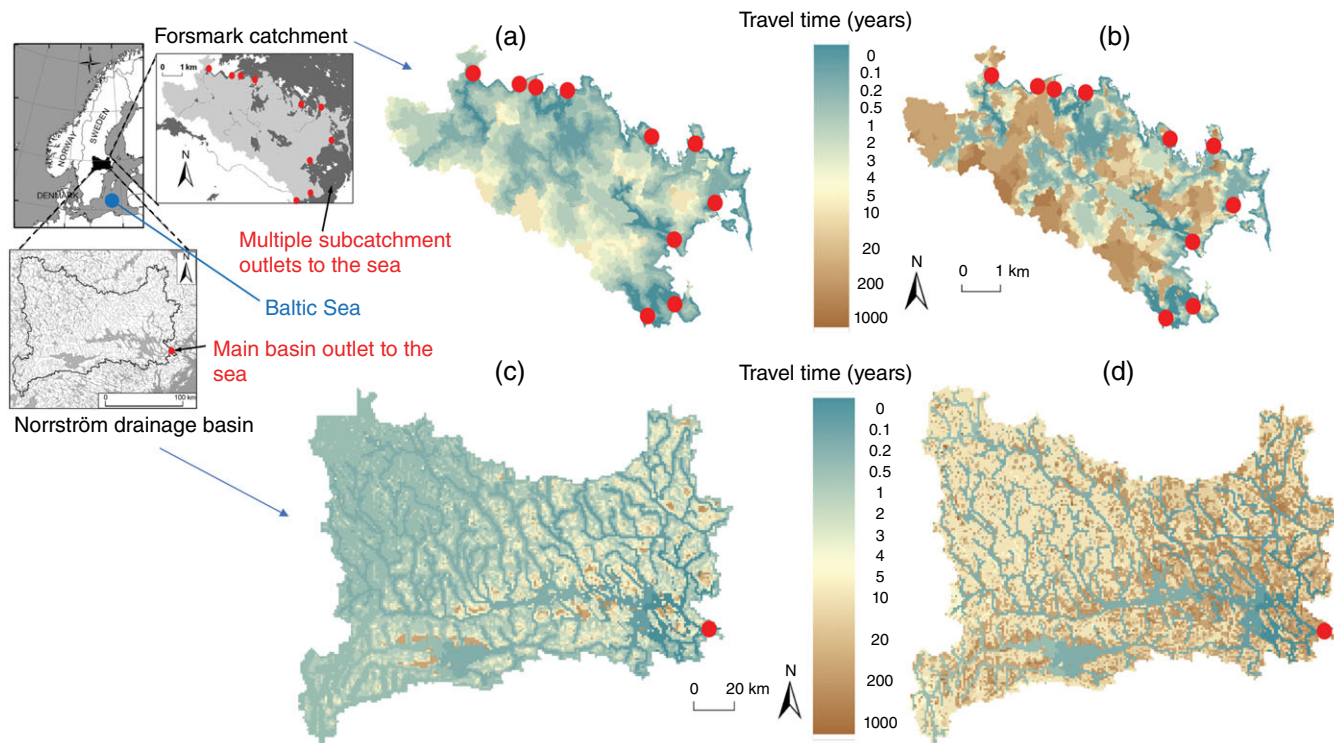 Forsmark catchment
(a)
Travel time (years)
(b)
0
0.1
0.2
0.5
1
2
3
4
5
10
20
200
1000
N
0 1 km
NORWAY
SWEDEN
DENMARK
0 1 km
N
Multiple subcatchment
outlets to the sea
Baltic Sea
N
Main basin outlet to the
sea
0 100 km
Norrström drainage basin
(c)
Travel time (years)
(d)
0
0.1
0.2
0.5
1
2
3
4
5
10
20
200
1000
N
0 20 km